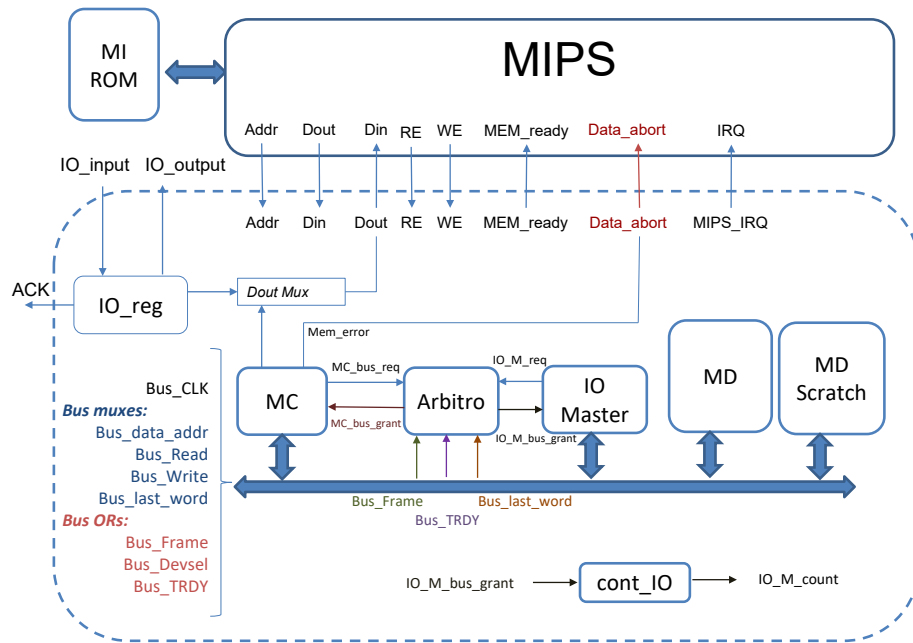 MI
ROM
MIPS
Addr Dout Din RE WE MEM_ready Data_abort IRQ
IO_input IO_output
Addr Din Dout RE WE MEM_ready Data_abort MIPS_IRQ
ACK
IO_reg
Dout Mux
Mem_error
MC_bus_req
IO_M_req
MC
Arbitro
IO
Master
MD
MD
Scratch
MC_bus_grant
IO_M_bus_grant
Bus_CLK
Bus muxes:
Bus_data_addr
Bus_Read
Bus_Write
Bus_last_word
Bus ORs:
Bus_Frame
Bus_Devsel
Bus_TRDY
Bus_Frame
Bus_last_word
Bus_TRDY
IO_M_bus_grant
cont_IO
IO_M_count